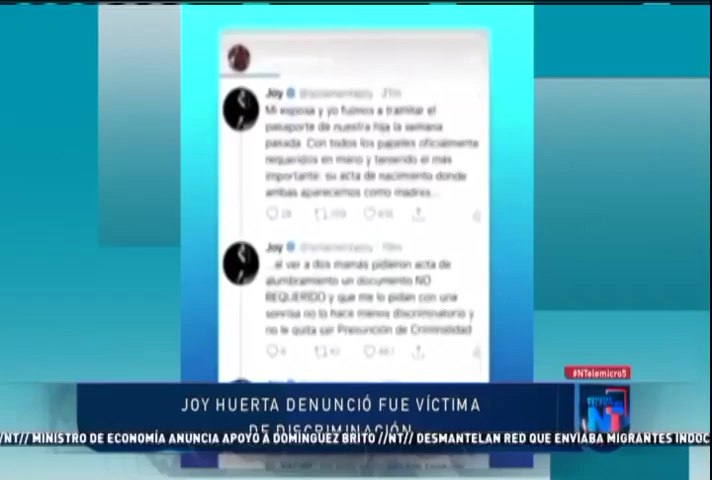 Joy
Mi esposa y yo fuimos a tramitar el
pasaporte de nuestra hija la semana
pasada. Con todos los papeles oficialmente
requeridos en mano y teniendo el más
importante: su acta de nacimiento donde
ambas aparecemos como madres...
Joy
...al ver a dos mamás pidieron acta de
alumbramiento un documento NO
REQUERIDO y que me lo pidan con una
sonrisa no lo hace menos discriminatorio y
no le quita ser Presunción de Criminalidad
#NTelemicro5
JOY HUERTA DENUNCIÓ FUE VÍCTIMA
DE DISCRIMINACIÓN
NT
/NT// MINISTRO DE ECONOMÍA ANUNCIA APOYO A DOMÍNGUEZ BRITO //NT// DESMANTELAN RED QUE ENVIABA MIGRANTES INDOC